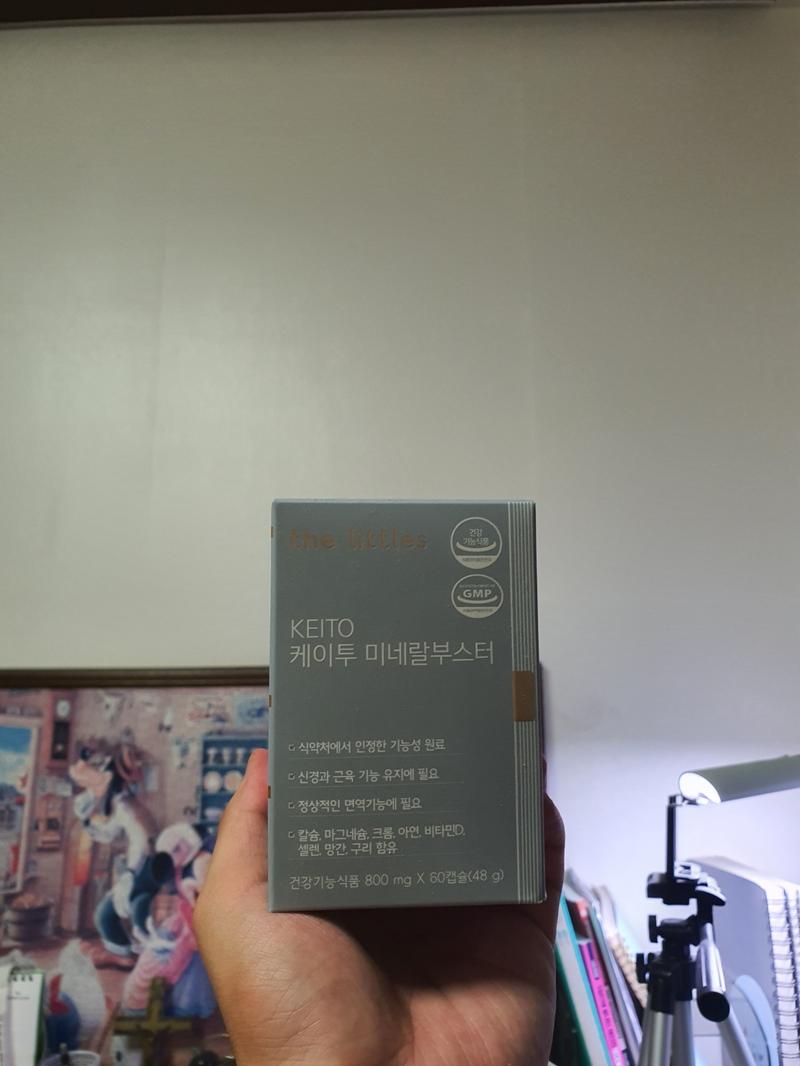 the littles
건강
기능식품
GMP
KEITO
케이투 미네랄부스터
식약처에서 인정한 기능성 원료
신경과 근육 기능 유지에 필요
정상적인 면역기능에 필요
칼슘, 마그네슘, 크롬, 아연, 비타민D,
셀렌, 망간, 구리 함유
건강기능식품 800 mg X 60캡슐(48 g)